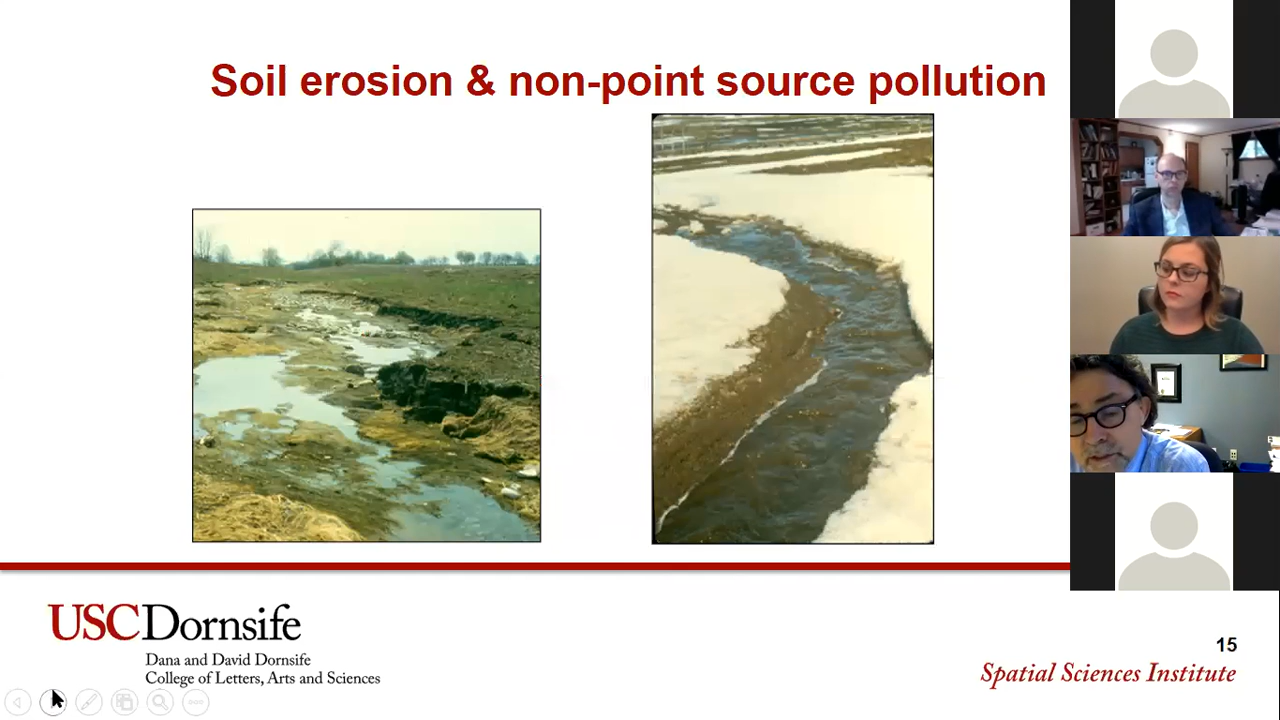 Soil erosion & non-point source pollution
USC Dornsife
Dana and David Dornsife
College of Letters, Arts and Sciences
15
Spatial Sciences Institute